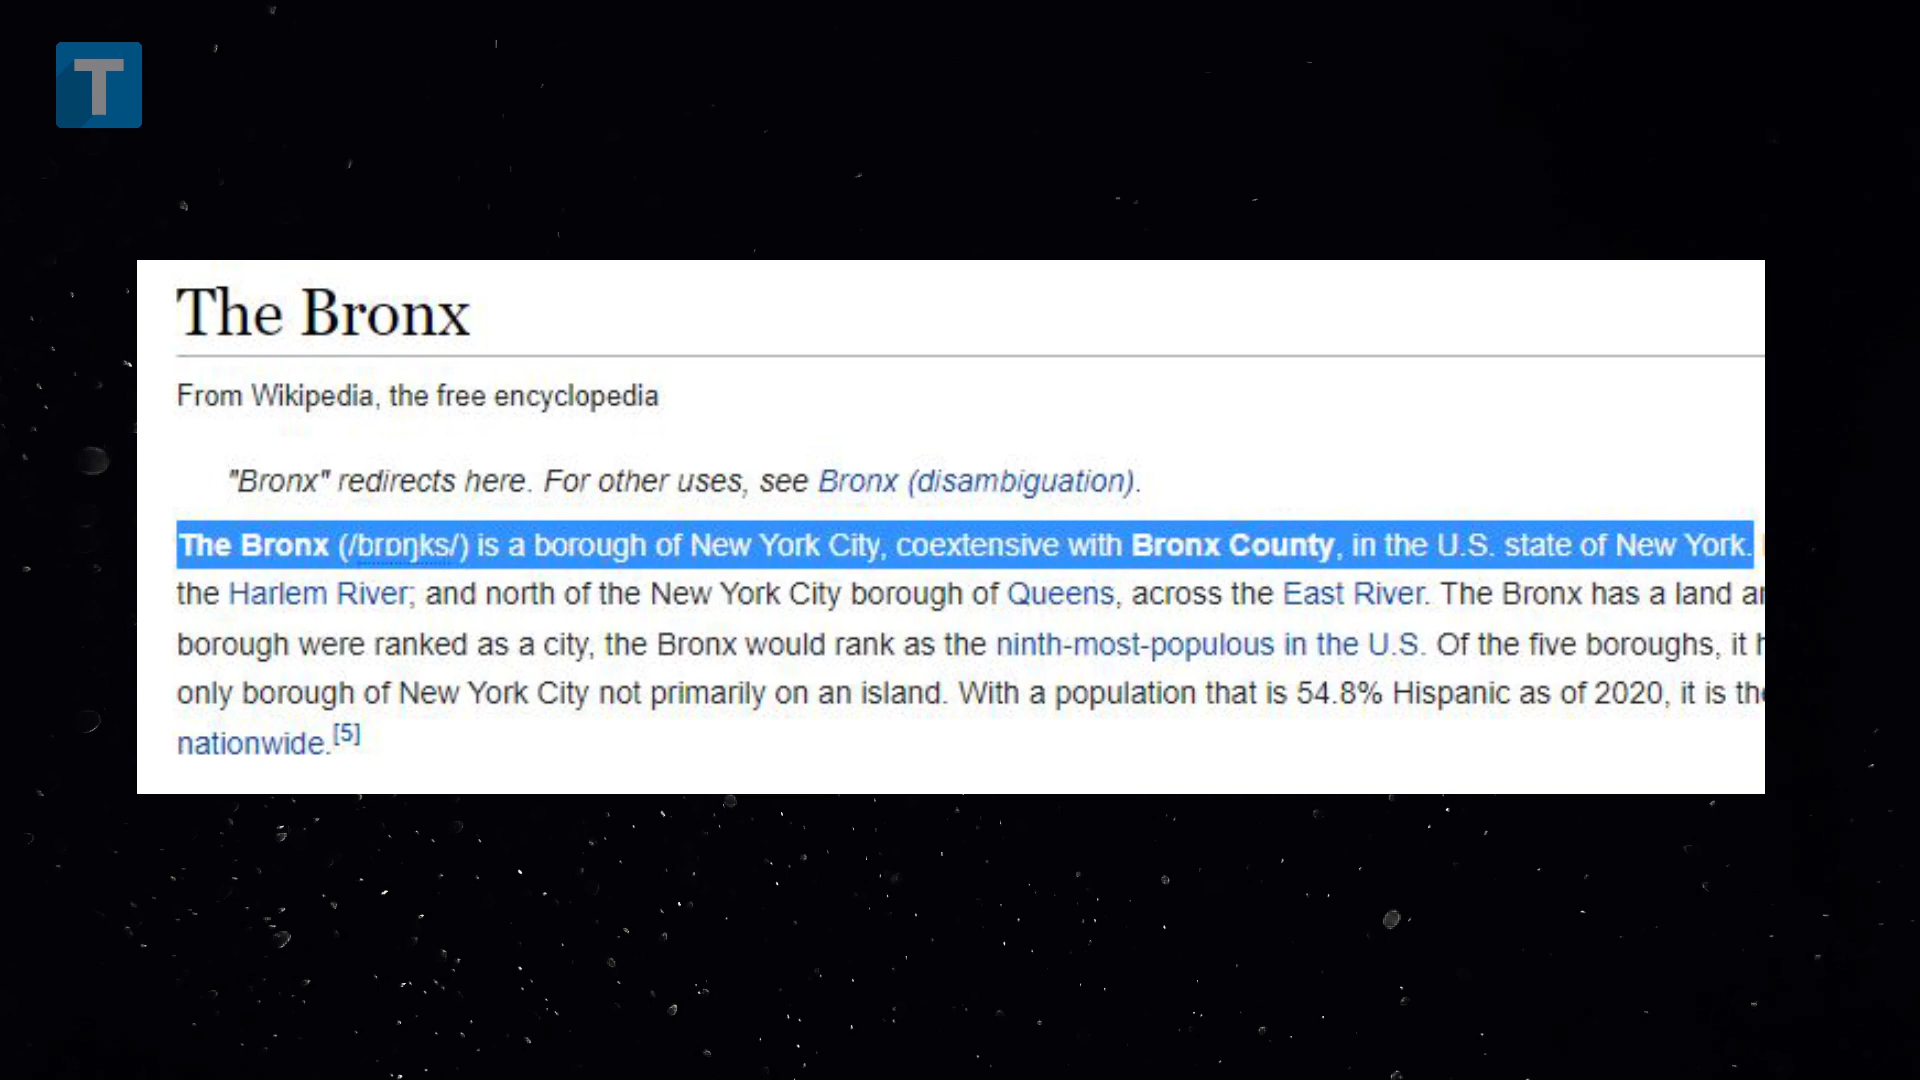 T
The Bronx
From Wikipedia, the free encyclopedia
"Bronx" redirects here. For other uses, see Bronx (disambiguation).
The Bronx (/brɒŋks/) is a borough of New York City, coextensive with Bronx County, in the U.S. state of New York.
the Harlem River; and north of the New York City borough of Queens, across the East River. The Bronx has a land
borough were ranked as a city, the Bronx would rank as the ninth-most-populous in the U.S. Of the five boroughs, it
only borough of New York City not primarily on an island. With a population that is 54.8% Hispanic as of 2020, it is
nationwide.[5]